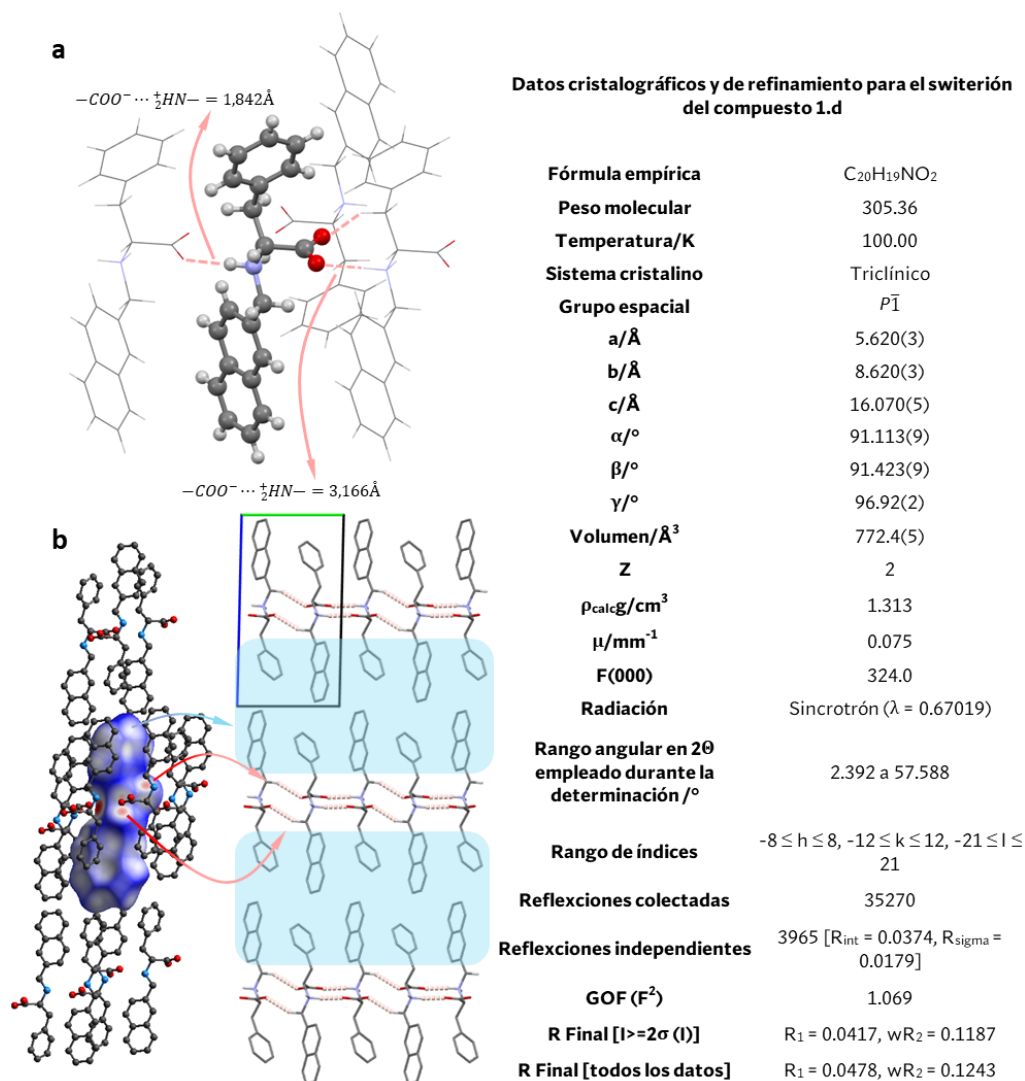 a
–COO⁻ ··· ⁺₂HN– = 1,842Å
–COO⁻ ··· ⁺₂HN– = 3,166Å
b
Datos cristalográficos y de refinamiento para el switerión
del compuesto 1.d
Fórmula empírica C₂₀H₁₉NO₂
Peso molecular 305.36
Temperatura/K 100.00
Sistema cristalino Triclínico
Grupo espacial P1̅
a/Å 5.620(3)
b/Å 8.620(3)
c/Å 16.070(5)
α/° 91.113(9)
β/° 91.423(9)
γ/° 96.92(2)
Volumen/Å³ 772.4(5)
Z 2
ρcalcg/cm³ 1.313
μ/mm⁻¹ 0.075
F(000) 324.0
Radiación Sincrotrón (λ = 0.67019)
Rango angular en 2Θ
empleado durante la
determinación /°
2.392 a 57.588
Rango de índices
-8 ≤ h ≤ 8, -12 ≤ k ≤ 12, -21 ≤ l ≤
21
Reflexiones colectadas 35270
Reflexiones independientes
3965 [Rint = 0.0374, Rsigma =
0.0179]
GOF (F²) 1.069
R Final [I>=2σ (I)] R₁ = 0.0417, wR₂ = 0.1187
R Final [todos los datos] R₁ = 0.0478, wR₂ = 0.1243